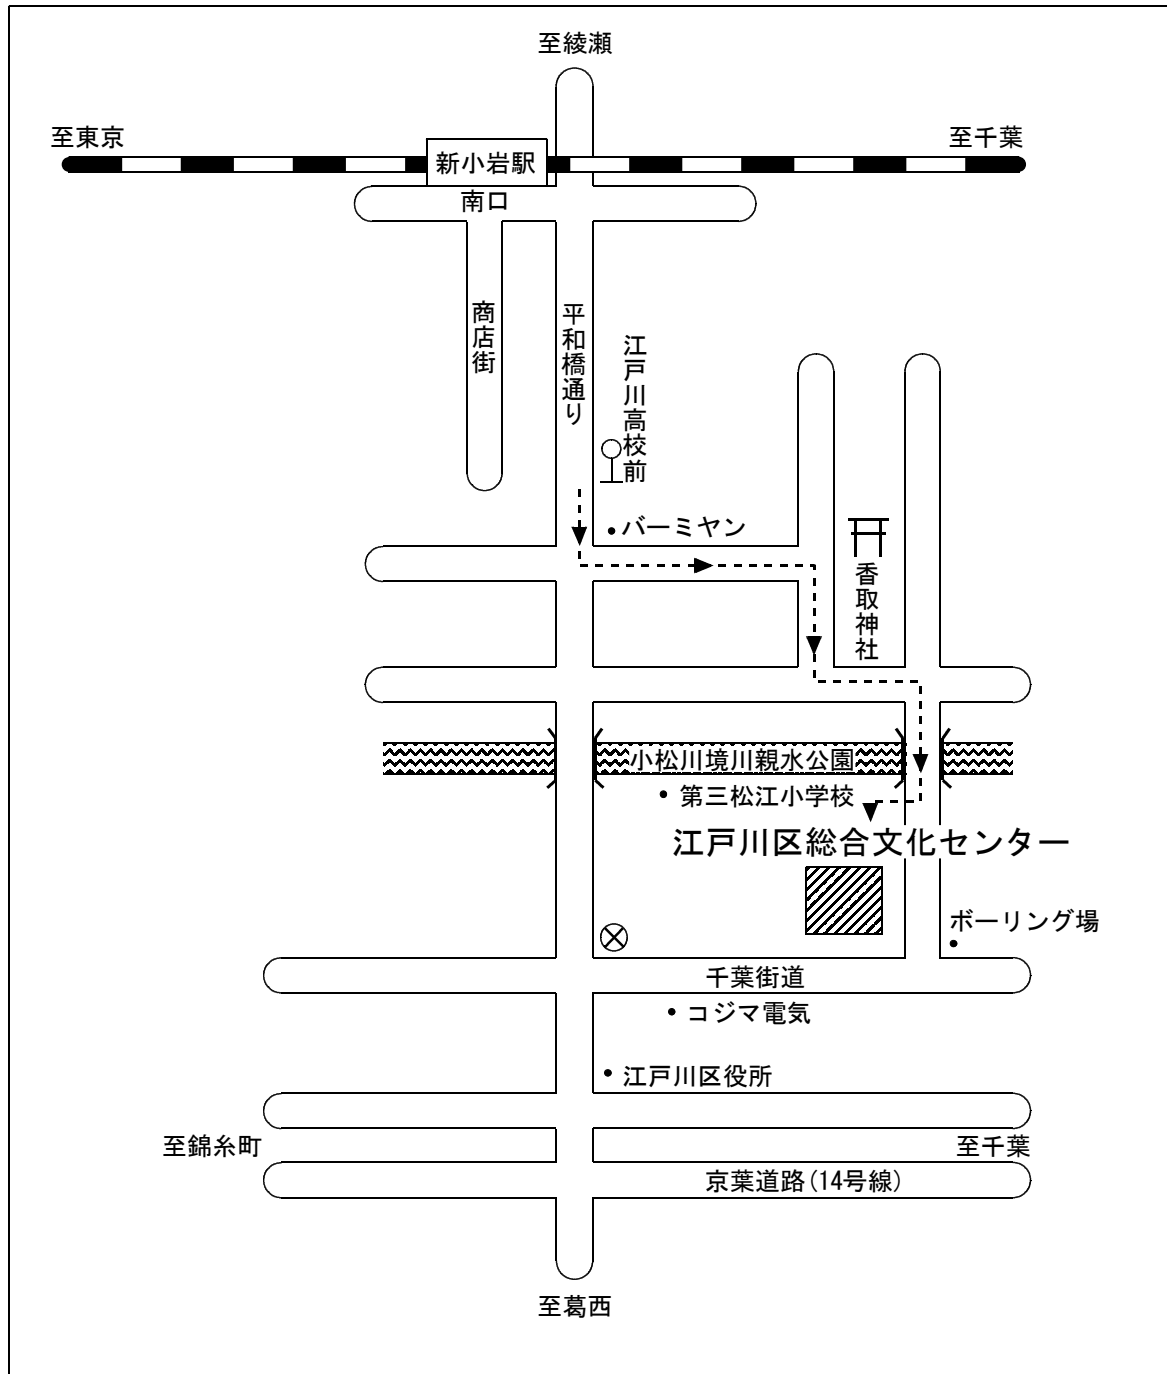 至綾瀬
至東京
至千葉
新小岩駅
南口
商店街
平和橋通り
江戸川高校前
バーミヤン
香取神社
小松川境川親水公園
第三松江小学校
江戸川区総合文化センター
ボーリング場
千葉街道
コジマ電気
江戸川区役所
至錦糸町
至千葉
京葉道路(14号線)
至葛西